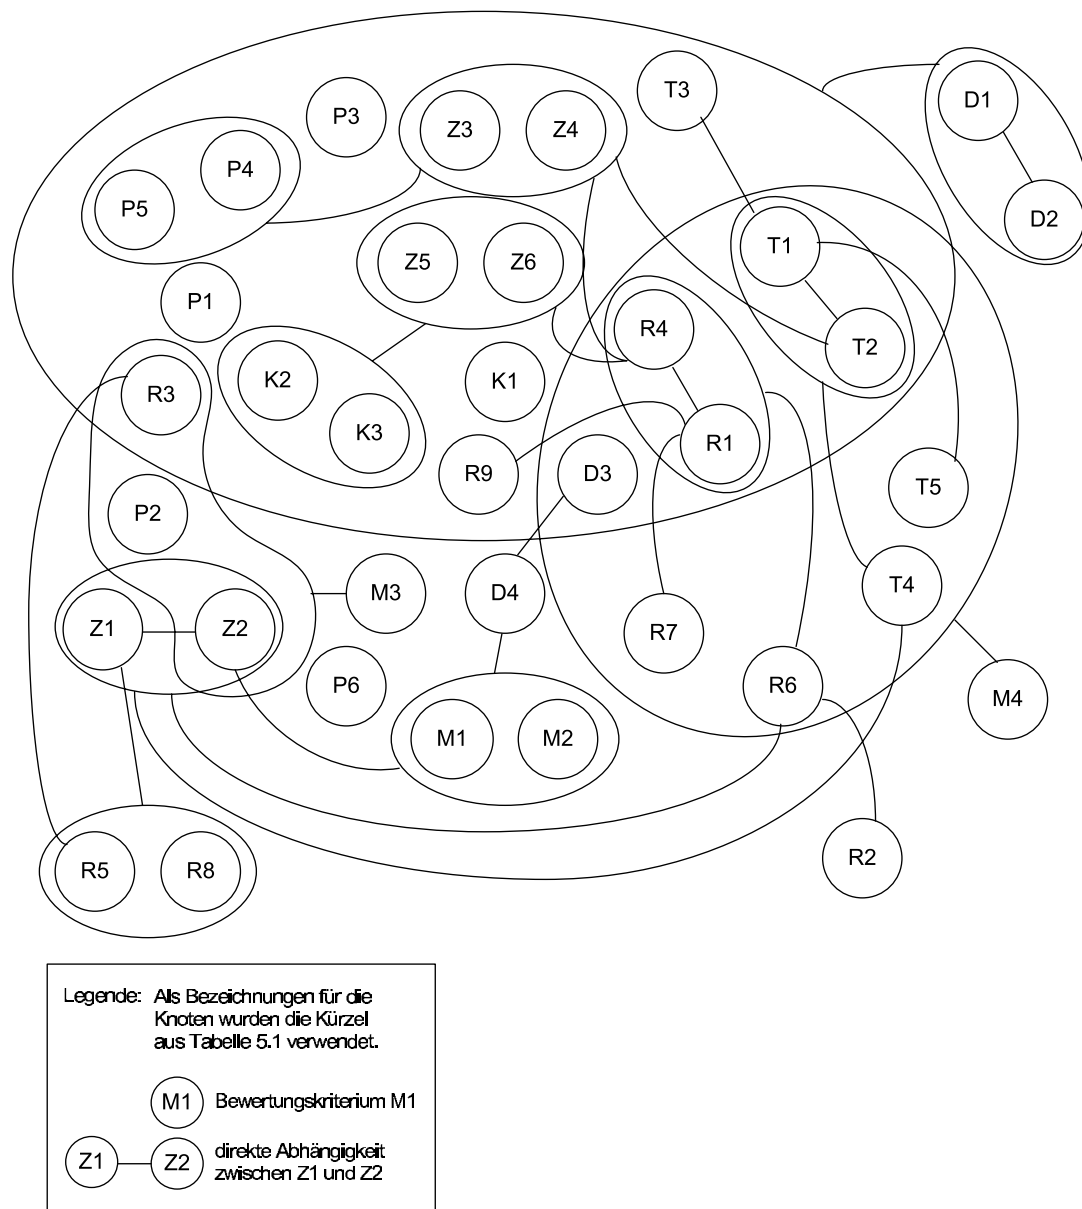 T3
D1
P3
Z3
Z4
P4
P5
D2
T1
Z5
Z6
P1
R4
T2
R3
K2
K1
K3
R1
R9
D3
T5
P2
M3
D4
T4
Z1
Z2
R7
P6
R6
M4
M1
M2
R5
R8
R2
Legende: Als Bezeichnungen für die
Knoten wurden die Kürzel
aus Tabelle 5.1 verwendet.
M1 Bewertungskriterium M1
Z1 Z2 direkte Abhängigkeit
zwischen Z1 und Z2